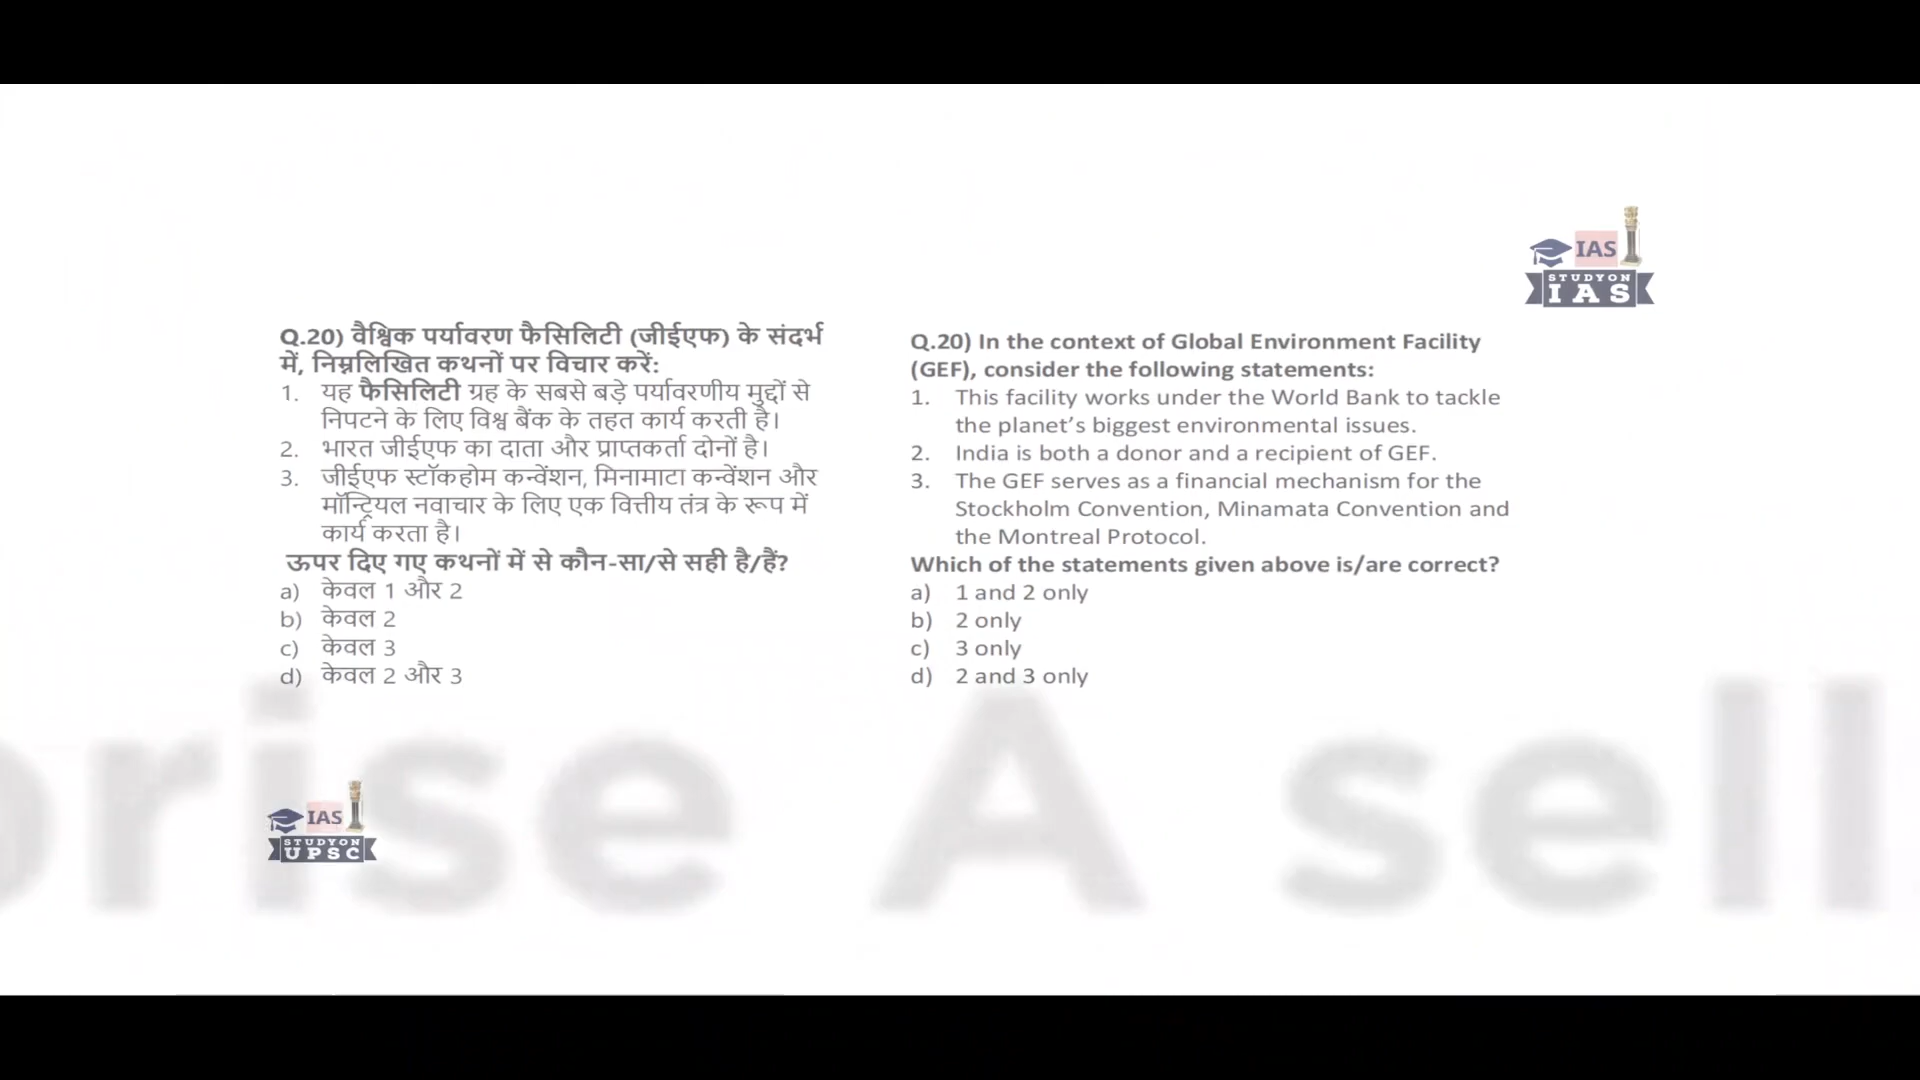 IAS
STUDYON
IAS
Q.20) वैश्विक पर्यावरण फैसिलिटी (जीईएफ) के संदर्भ
में, निम्नलिखित कथनों पर विचार करें:
1. यह फैसिलिटी ग्रह के सबसे बड़े पर्यावरणीय मुद्दों से
निपटने के लिए विश्व बैंक के तहत कार्य करती है।
2. भारत जीईएफ का दाता और प्राप्तकर्ता दोनों है।
3. जीईएफ स्टॉकहोम कन्वेंशन, मिनामाटा कन्वेंशन और
मॉन्ट्रियल नवाचार के लिए एक वित्तीय तंत्र के रूप में
कार्य करता है।
ऊपर दिए गए कथनों में से कौन-सा/से सही है/हैं?
a) केवल 1 और 2
b) केवल 2
c) केवल 3
d) केवल 2 और 3
Q.20) In the context of Global Environment Facility
(GEF), consider the following statements:
1. This facility works under the World Bank to tackle
the planet's biggest environmental issues.
2. India is both a donor and a recipient of GEF.
3. The GEF serves as a financial mechanism for the
Stockholm Convention, Minamata Convention and
the Montreal Protocol.
Which of the statements given above is/are correct?
a) 1 and 2 only
b) 2 only
c) 3 only
d) 2 and 3 only
orise A sell
IAS
STUDYON
UPSC